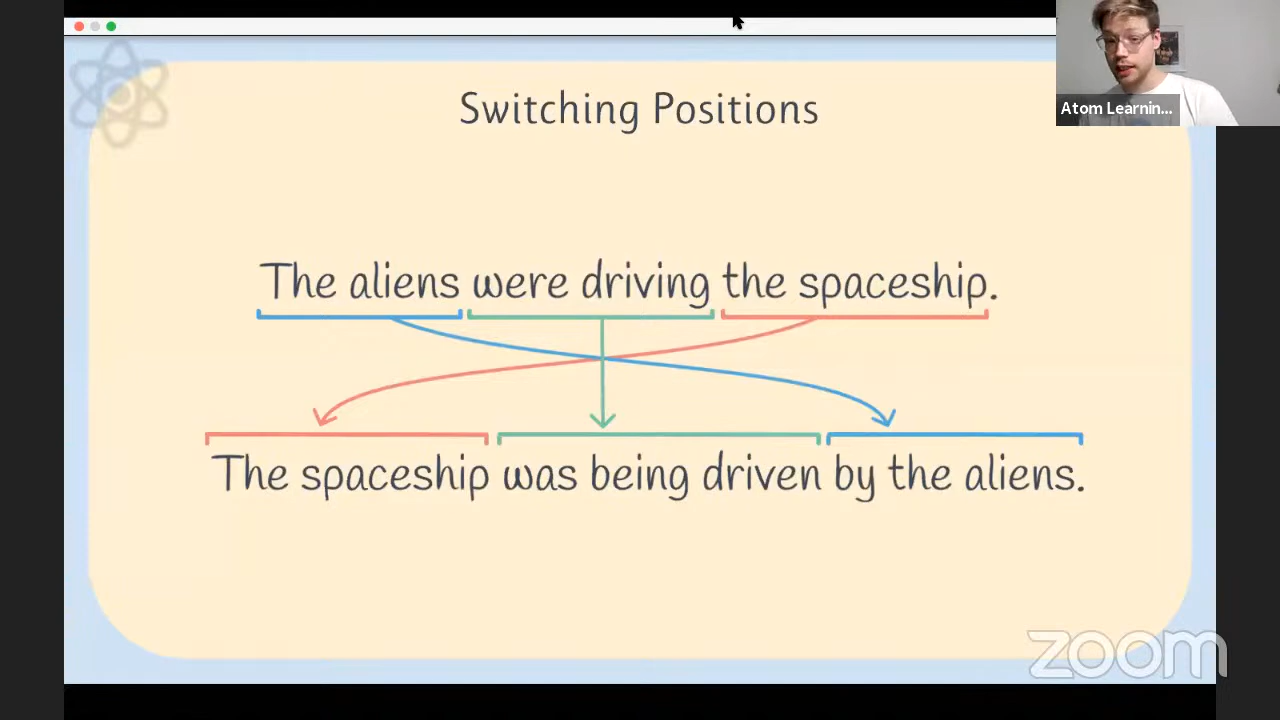 Switching Positions
Atom Learnin...
The aliens were driving the spaceship.
The spaceship was being driven by the aliens.
zoom